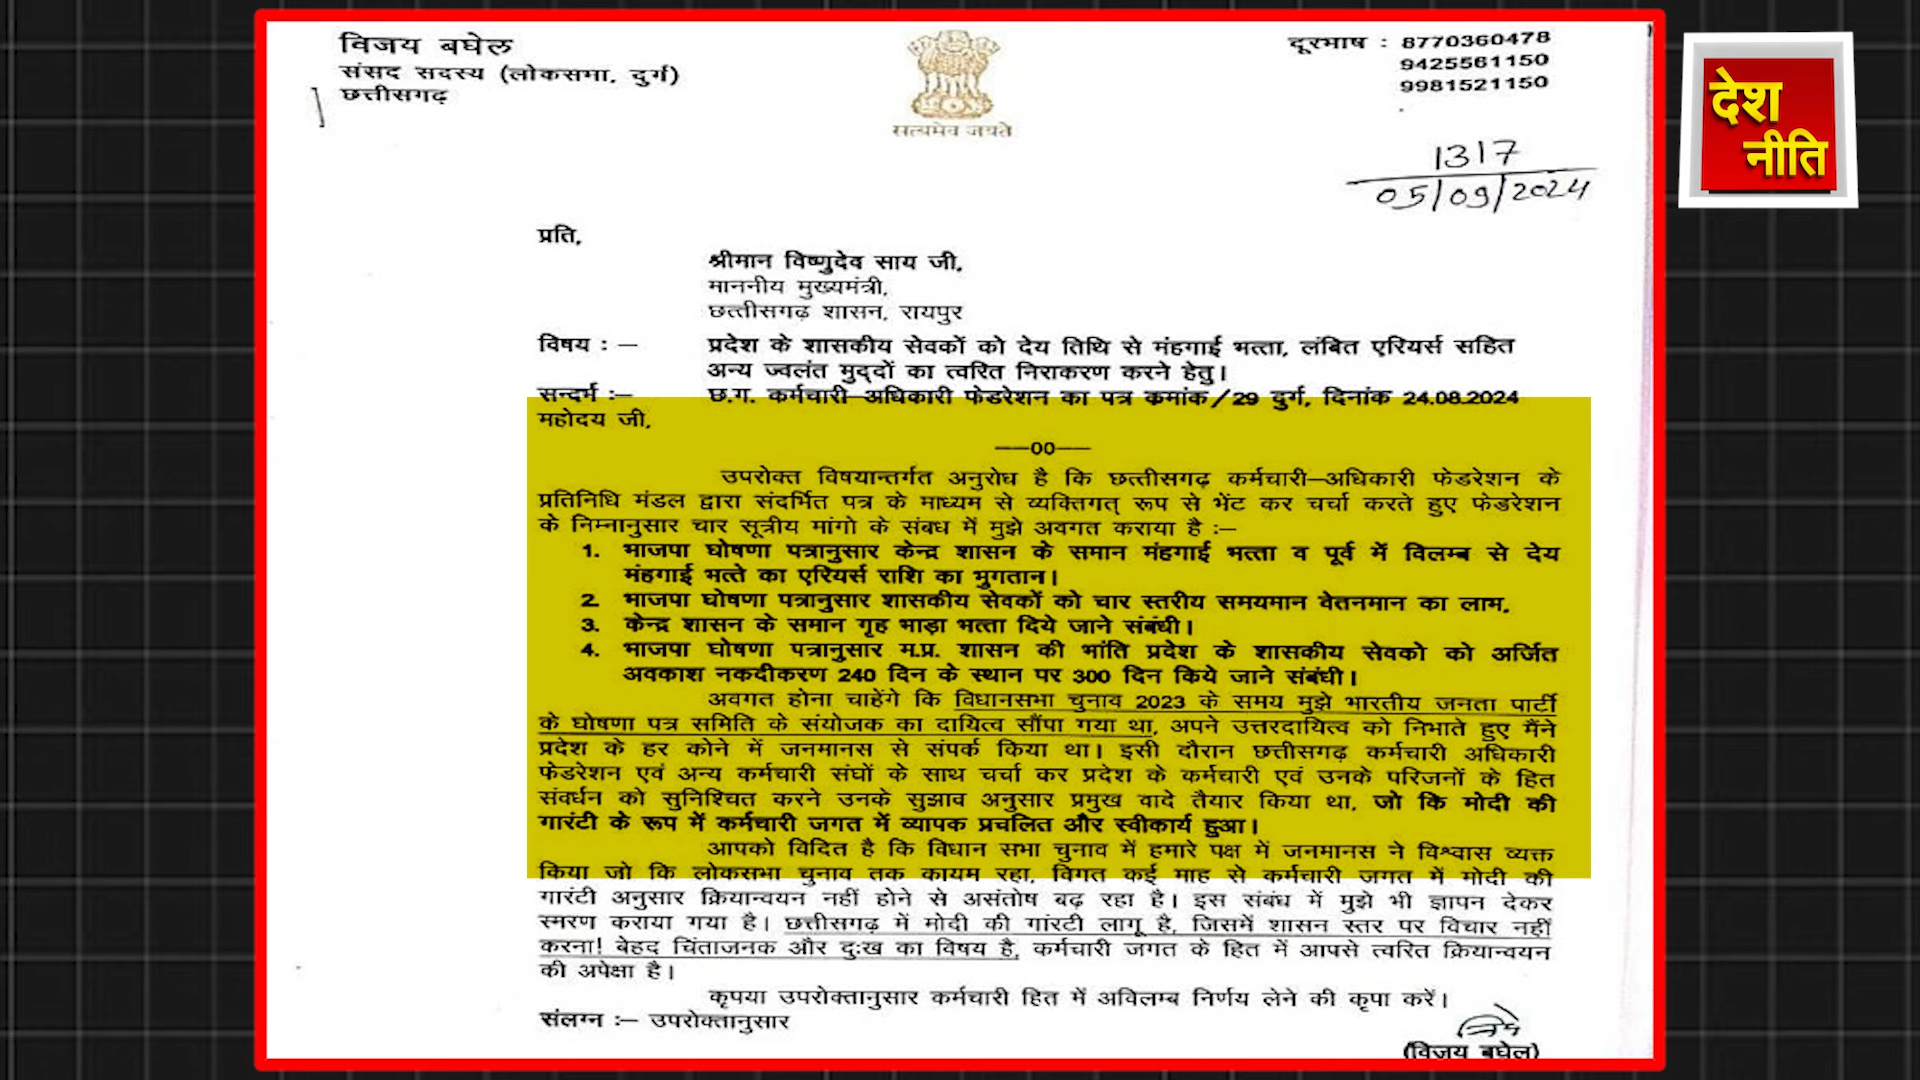 विजय बघेल
संसद सदस्य (लोकसभा, दुर्ग)
छत्तीसगढ़
सत्यमेव जयते
दूरभाष : 8770360478
9425561150
9981521150
देश
नीति
1317
05/09/2024
प्रति,
श्रीमान विष्णुदेव साय जी,
माननीय मुख्यमंत्री,
छत्तीसगढ़ शासन, रायपुर
विषय : — प्रदेश के शासकीय सेवकों को देय तिथि से मंहगाई भत्ता, लंबित एरियर्स सहित
अन्य ज्वलंत मुद्दों का त्वरित निराकरण करने हेतु।
सन्दर्भ :— छ.ग. कर्मचारी–अधिकारी फेडरेशन का पत्र कमांक/29 दुर्ग, दिनांक 24.08.2024
महोदय जी,
—00—
उपरोक्त विषयान्तर्गत अनुरोध है कि छत्तीसगढ़ कर्मचारी–अधिकारी फेडरेशन के
प्रतिनिधि मंडल द्वारा संदर्भित पत्र के माध्यम से व्यक्तिगत् रूप से भेंट कर चर्चा करते हुए फेडरेशन
के निम्नानुसार चार सूत्रीय मांगो के संबध में मुझे अवगत कराया है :—
1. भाजपा घोषणा पत्रानुसार केन्द्र शासन के समान मंहगाई भत्ता व पूर्व में विलम्ब से देय
मंहगाई भत्ते का एरियर्स राशि का भुगतान।
2. भाजपा घोषणा पत्रानुसार शासकीय सेवकों को चार स्तरीय समयमान वेतनमान का लाभ,
3. केन्द्र शासन के समान गृह भाड़ा भत्ता दिये जाने संबंधी।
4. भाजपा घोषणा पत्रानुसार म.प्र. शासन की भांति प्रदेश के शासकीय सेवको को अर्जित
अवकाश नकदीकरण 240 दिन के स्थान पर 300 दिन किये जाने संबंधी।
अवगत होना चाहेंगे कि विधानसभा चुनाव 2023 के समय मुझे भारतीय जनता पार्टी
के घोषणा पत्र समिति के संयोजक का दायित्व सौंपा गया था, अपने उत्तरदायित्व को निभाते हुए मैंने
प्रदेश के हर कोने में जनमानस से संपर्क किया था। इसी दौरान छत्तीसगढ़ कर्मचारी अधिकारी
फेडरेशन एवं अन्य कर्मचारी संघों के साथ चर्चा कर प्रदेश के कर्मचारी एवं उनके परिजनों के हित
संवर्धन को सुनिश्चित करने उनके सुझाव अनुसार प्रमुख वादे तैयार किया था, जो कि मोदी की
गारंटी के रूप में कर्मचारी जगत में व्यापक प्रचलित और स्वीकार्य हुआ।
आपको विदित है कि विधान सभा चुनाव में हमारे पक्ष में जनमानस ने विश्वास व्यक्त
किया जो कि लोकसभा चुनाव तक कायम रहा, विगत कई माह से कर्मचारी जगत में मोदी की
गारंटी अनुसार क्रियान्वयन नहीं होने से असंतोष बढ़ रहा है। इस संबंध में मुझे भी ज्ञापन देकर
स्मरण कराया गया है। छत्तीसगढ़ में मोदी की गांरटी लागू है, जिसमें शासन स्तर पर विचार नहीं
करना! बेहद चिंताजनक और दुःख का विषय है, कर्मचारी जगत के हित में आपसे त्वरित क्रियान्वयन
की अपेक्षा है।
कृपया उपरोक्तानुसार कर्मचारी हित में अविलम्ब निर्णय लेने की कृपा करें।
संलग्न :— उपरोक्तानुसार
(विजय बघेल)